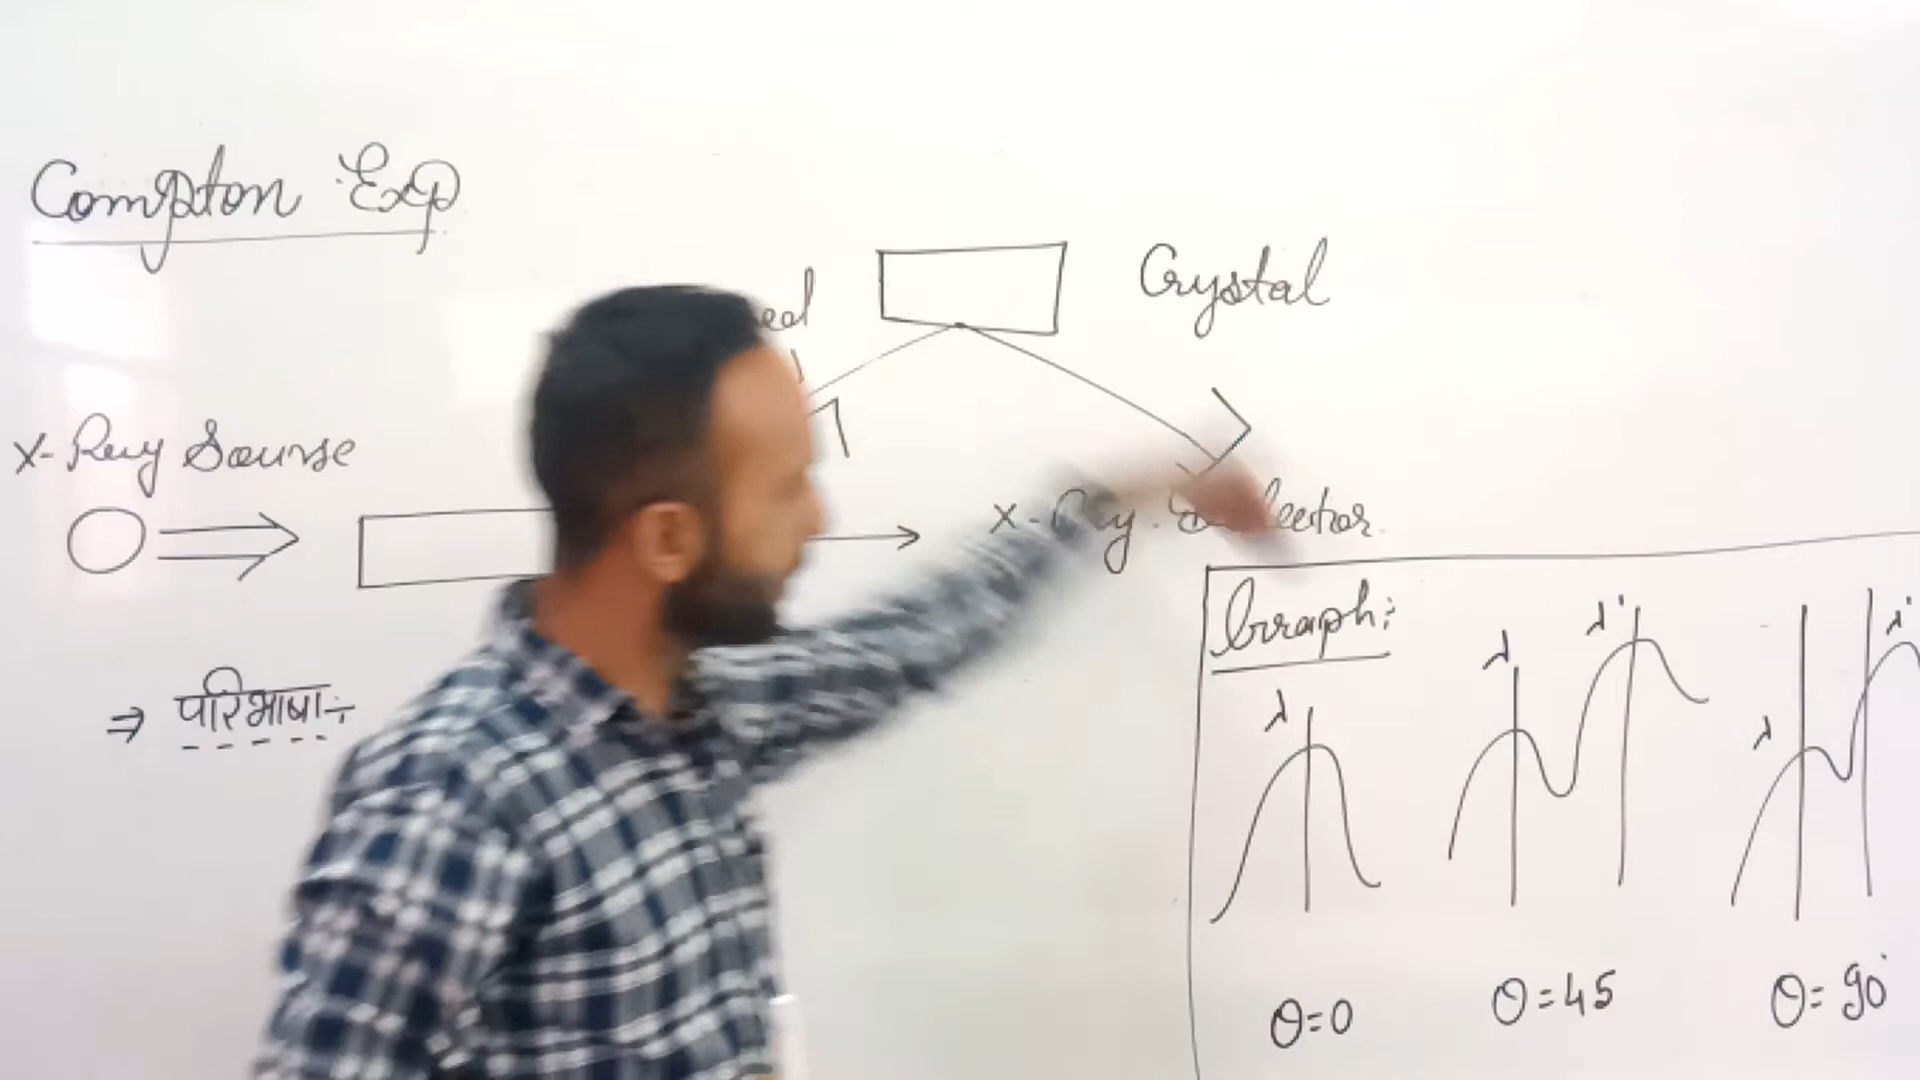 Compton Exp
Crystal
X-Ray Sourse
X-Ray
⇒ परिभाषा÷
Graph:
λ
λ λ'
λ λ'
θ=0
θ=45
θ=90°